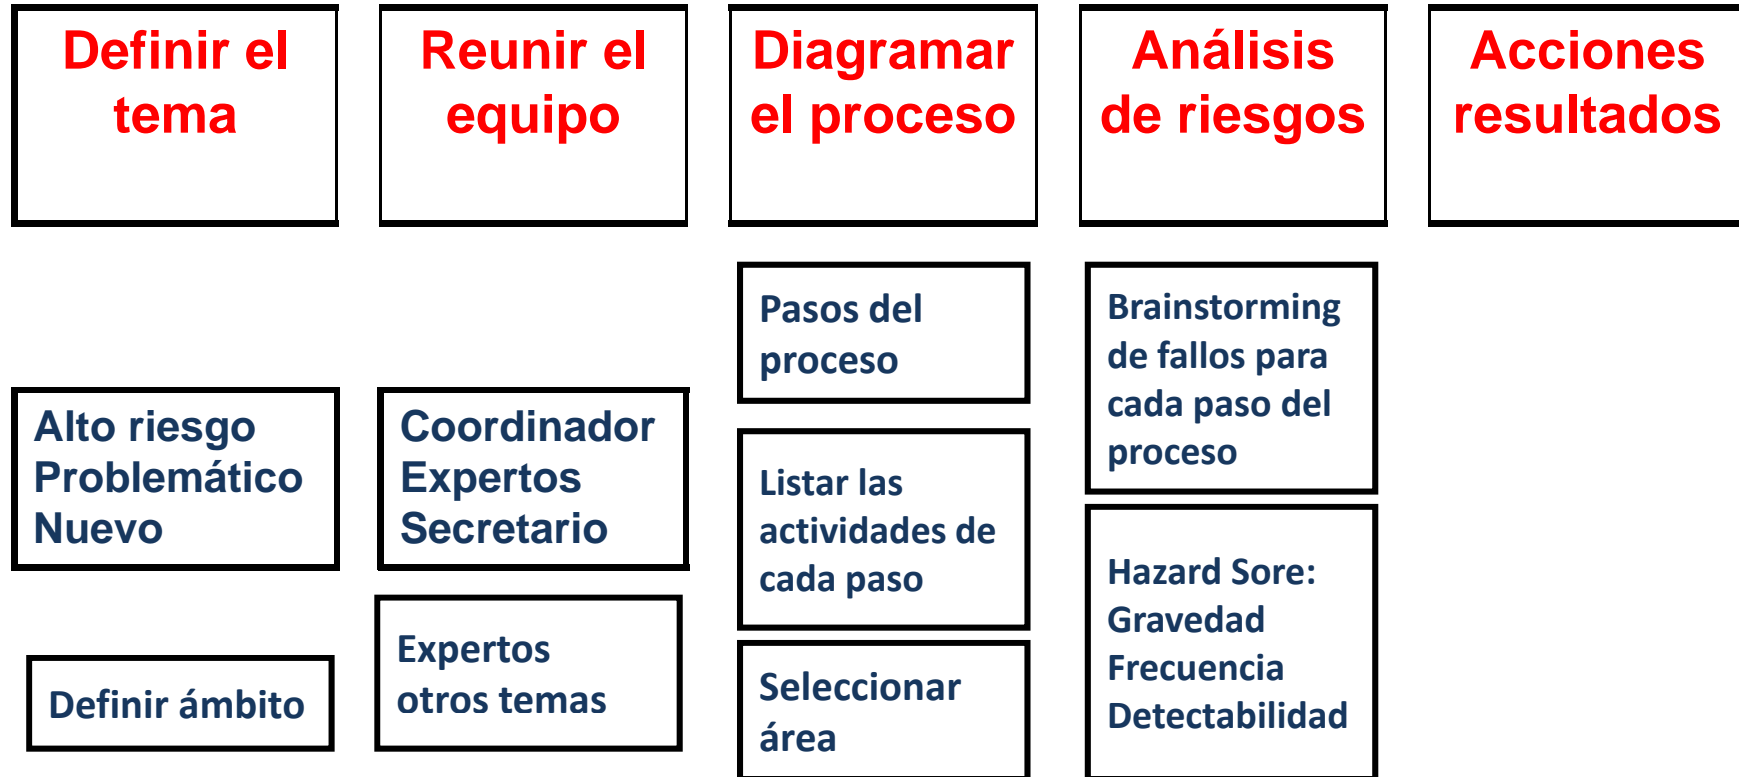 Definir el
tema
Reunir el
equipo
Diagramar
el proceso
Análisis
de riesgos
Acciones
resultados
Alto riesgo
Problemático
Nuevo
Definir ámbito
Coordinador
Expertos
Secretario
Expertos
otros temas
Pasos del
proceso
Listar las
actividades de
cada paso
Seleccionar
área
Brainstorming
de fallos para
cada paso del
proceso
Hazard Sore:
Gravedad
Frecuencia
Detectabilidad